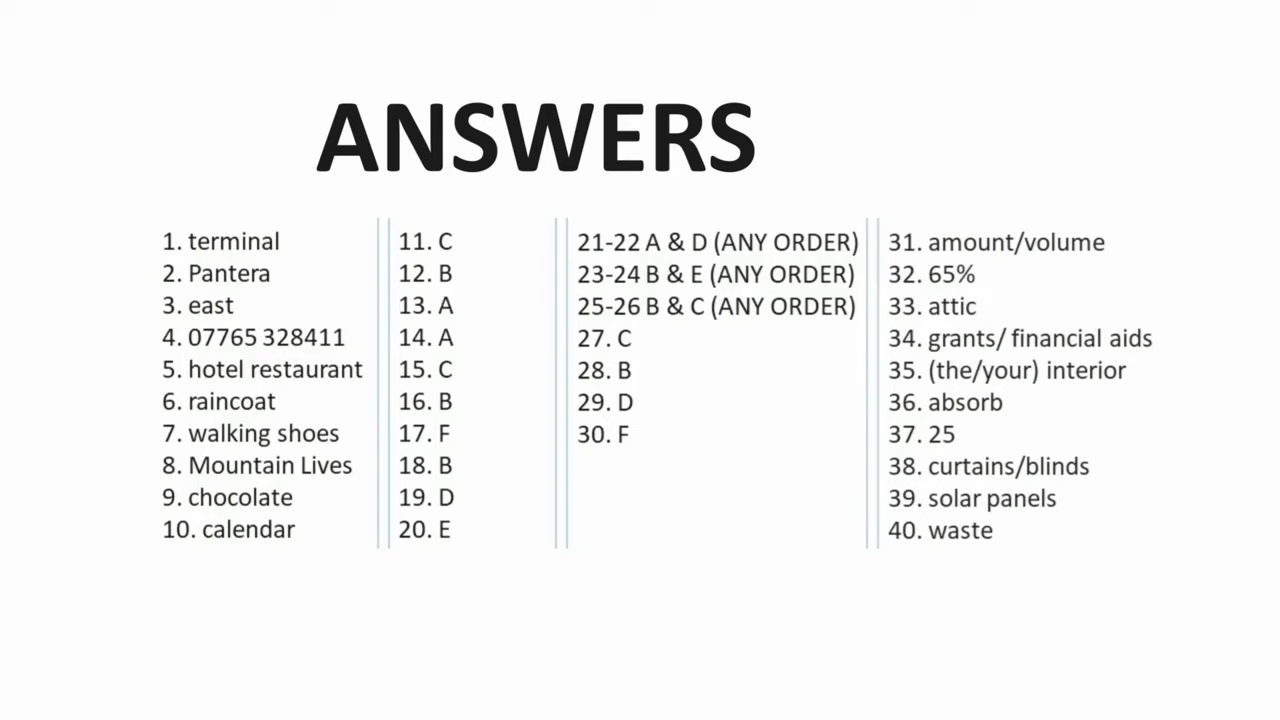 ANSWERS
1. terminal
2. Pantera
3. east
4. 07765 328411
5. hotel restaurant
6. raincoat
7. walking shoes
8. Mountain Lives
9. chocolate
10. calendar
11. C
12. B
13. A
14. A
15. C
16. B
17. F
18. B
19. D
20. E
21-22 A & D (ANY ORDER)
23-24 B & E (ANY ORDER)
25-26 B & C (ANY ORDER)
27. C
28. B
29. D
30. F
31. amount/volume
32. 65%
33. attic
34. grants/ financial aids
35. (the/your) interior
36. absorb
37. 25
38. curtains/blinds
39. solar panels
40. waste